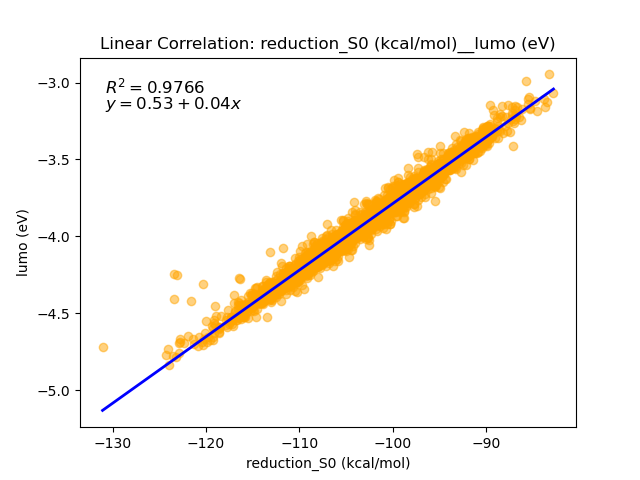 Linear Correlation: reduction_S0 (kcal/mol)__lumo (eV)
R² = 0.9766
y = 0.53 + 0.04x
−3.0
−3.5
−4.0
−4.5
−5.0
lumo (eV)
−130
−120
−110
−100
−90
reduction_S0 (kcal/mol)